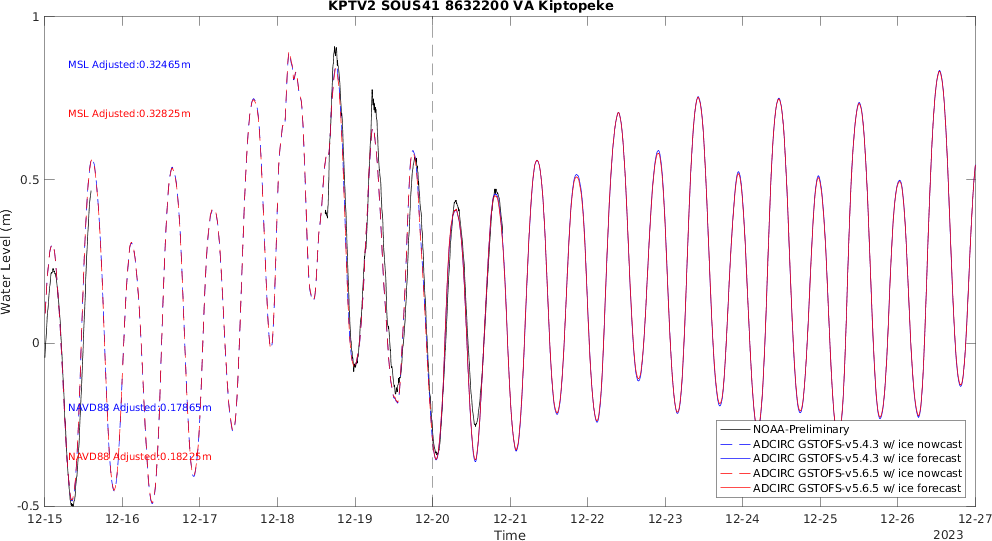 KPTV2 SOUS41 8632200 VA Kiptopeke
1
MSL Adjusted:0.32465m
MSL Adjusted:0.32825m
0.5
Water Level (m)
0
NAVD88 Adjusted:0.17865m
NAVD88 Adjusted:0.18225m
-0.5
NOAA-Preliminary
ADCIRC GSTOFS-v5.4.3 w/ ice nowcast
ADCIRC GSTOFS-v5.4.3 w/ ice forecast
ADCIRC GSTOFS-v5.6.5 w/ ice nowcast
ADCIRC GSTOFS-v5.6.5 w/ ice forecast
12-15 12-16 12-17 12-18 12-19 12-20 12-21 12-22 12-23 12-24 12-25 12-26 12-27
Time
2023